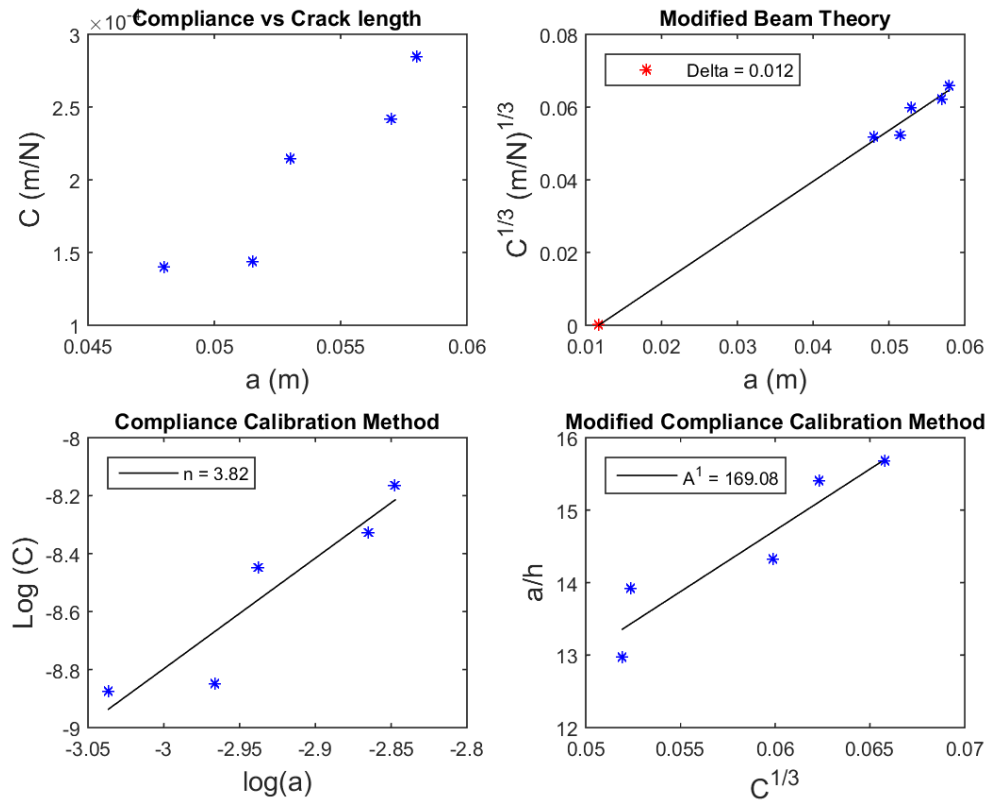 ×10⁻⁴
Compliance vs Crack length
3
2.5
2
1.5
1
C (m/N)
0.045
0.05
0.055
0.06
a (m)
Modified Beam Theory
Delta = 0.012
0.08
0.06
0.04
0.02
0
C^1/3 (m/N)^1/3
0.01
0.02
0.03
0.04
0.05
0.06
a (m)
Compliance Calibration Method
n = 3.82
-8
-8.2
-8.4
-8.6
-8.8
-9
Log (C)
-3.05
-3
-2.95
-2.9
-2.85
-2.8
log(a)
Modified Compliance Calibration Method
A^1 = 169.08
16
15
14
13
12
a/h
0.05
0.055
0.06
0.065
0.07
C^1/3